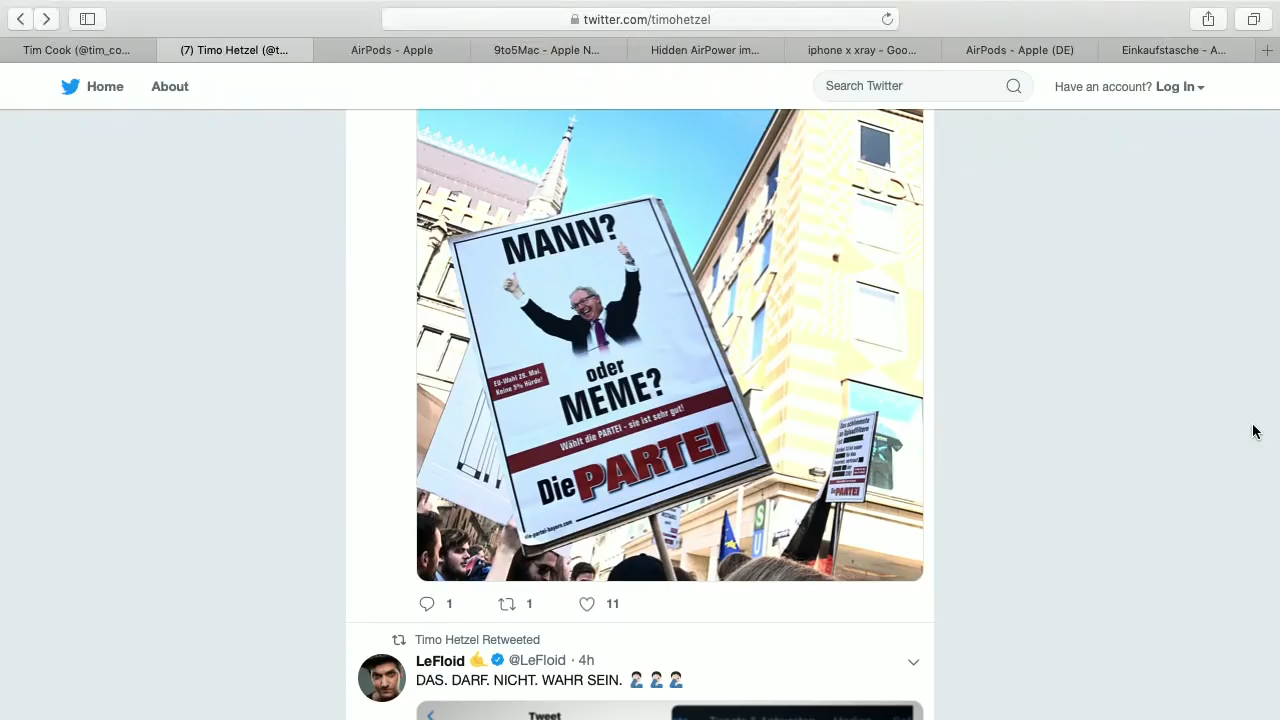 twitter.com/timohetzel
Tim Cook (@tim_co...
(7) Timo Hetzel (@t...
AirPods - Apple
9to5Mac - Apple N...
Hidden AirPower im...
iphone x xray - Goo...
AirPods - Apple (DE)
Einkaufstasche - A...
Home
About
Search Twitter
Have an account? Log In
MANN?
EU-Wahl 26. Mai.
Keine 5% Hürde!
oder
MEME?
Wählt die PARTEI - sie ist sehr gut!
Die PARTEI
Die PARTEI
S
U
1
1
11
Timo Hetzel Retweeted
LeFloid @LeFloid · 4h
DAS. DARF. NICHT. WAHR SEIN.
Tweet